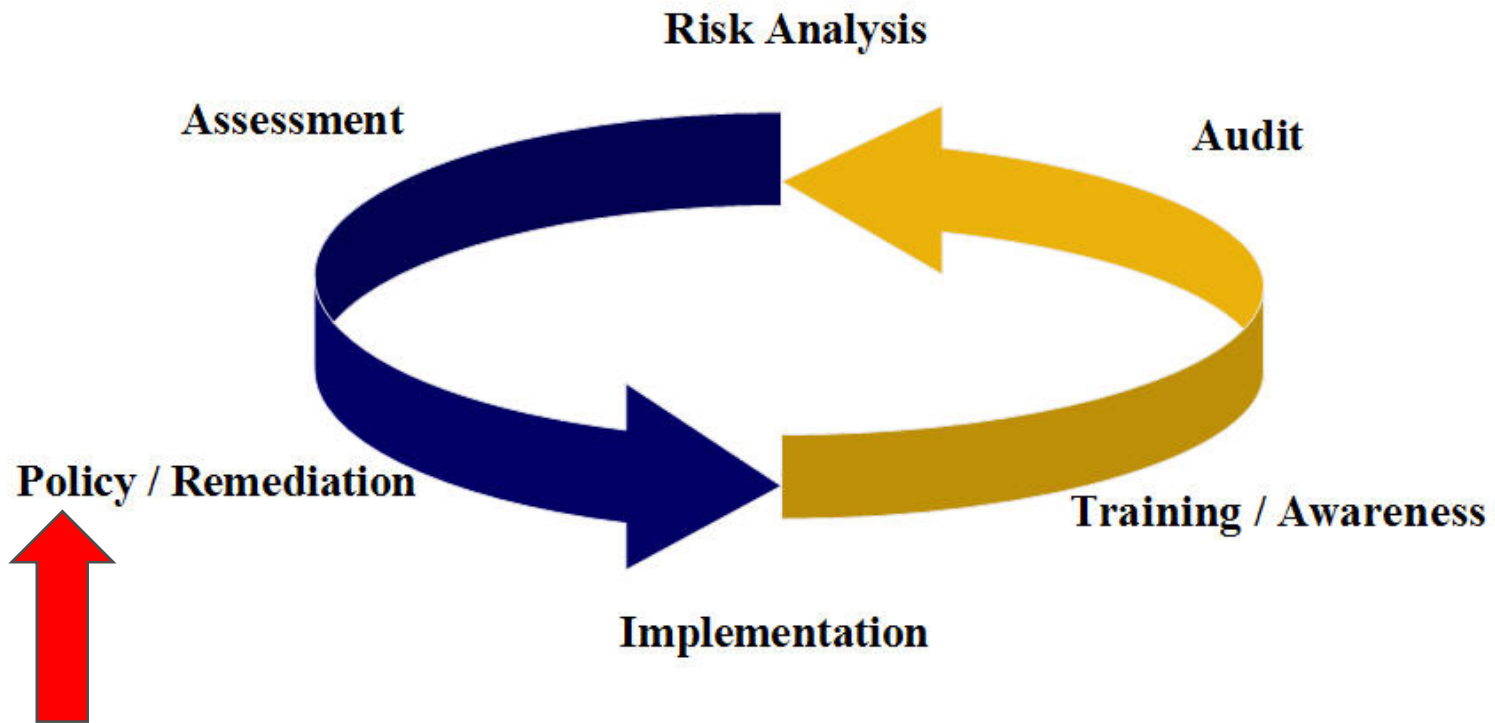 Risk Analysis
Assessment
Audit
Policy / Remediation
Training / Awareness
Implementation